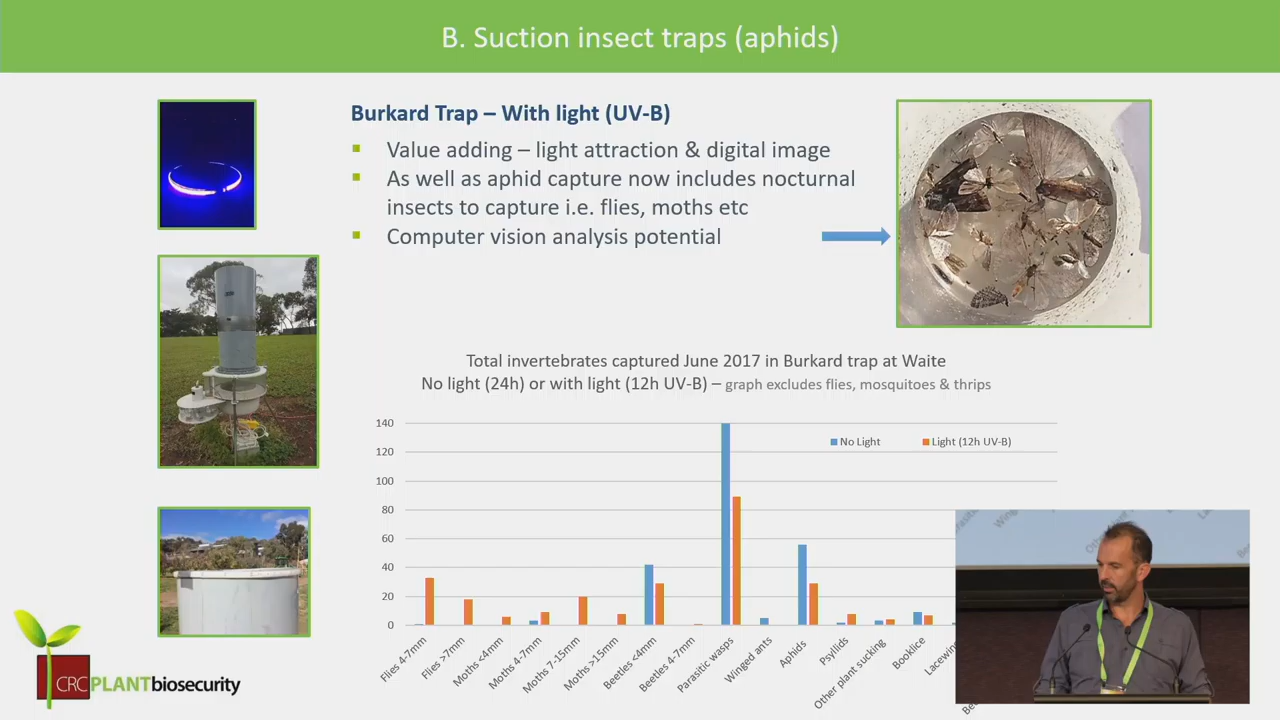 B. Suction insect traps (aphids)
Burkard Trap – With light (UV-B)
Value adding – light attraction & digital image
As well as aphid capture now includes nocturnal
insects to capture i.e. flies, moths etc
Computer vision analysis potential
Total invertebrates captured June 2017 in Burkard trap at Waite
No light (24h) or with light (12h UV-B) – graph excludes flies, mosquitoes & thrips
No Light
Light (12h UV-B)
140
120
100
80
60
40
20
0
Flies 4-7mm
Flies >7mm
Moths <4mm
Moths 4-7mm
Moths 7-15mm
Moths >15mm
Beetles <4mm
Beetles 4-7mm
Parasitic wasps
Winged ants
Aphids
Psyllids
Other plant sucking
Booklice
Lacewin
CRCPLANTbiosecurity